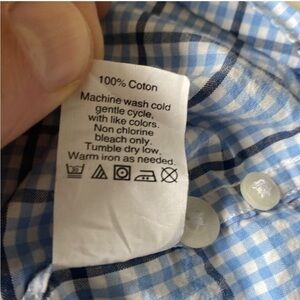 100% Coton
Machine wash cold
gentle cycle,
with like colors.
Non chlorine
bleach only.
Tumble dry low.
Warm iron as needed.